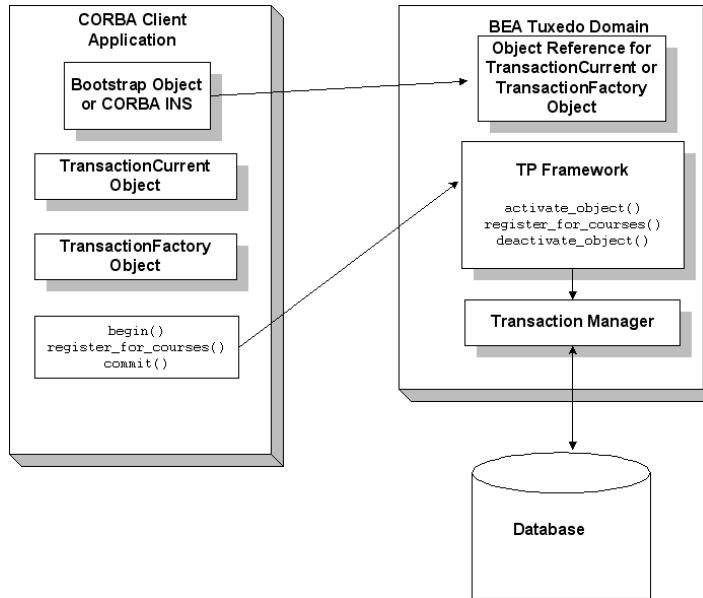 CORBA Client
Application
Bootstrap Object
or CORBA INS
TransactionCurrent
Object
TransactionFactory
Object
begin()
register_for_courses()
commit()
BEA Tuxedo Domain
Object Reference for
TransactionCurrent or
TransactionFactory
Object
TP Framework
activate_object()
register_for_courses()
deactivate_object()
Transaction Manager
Database